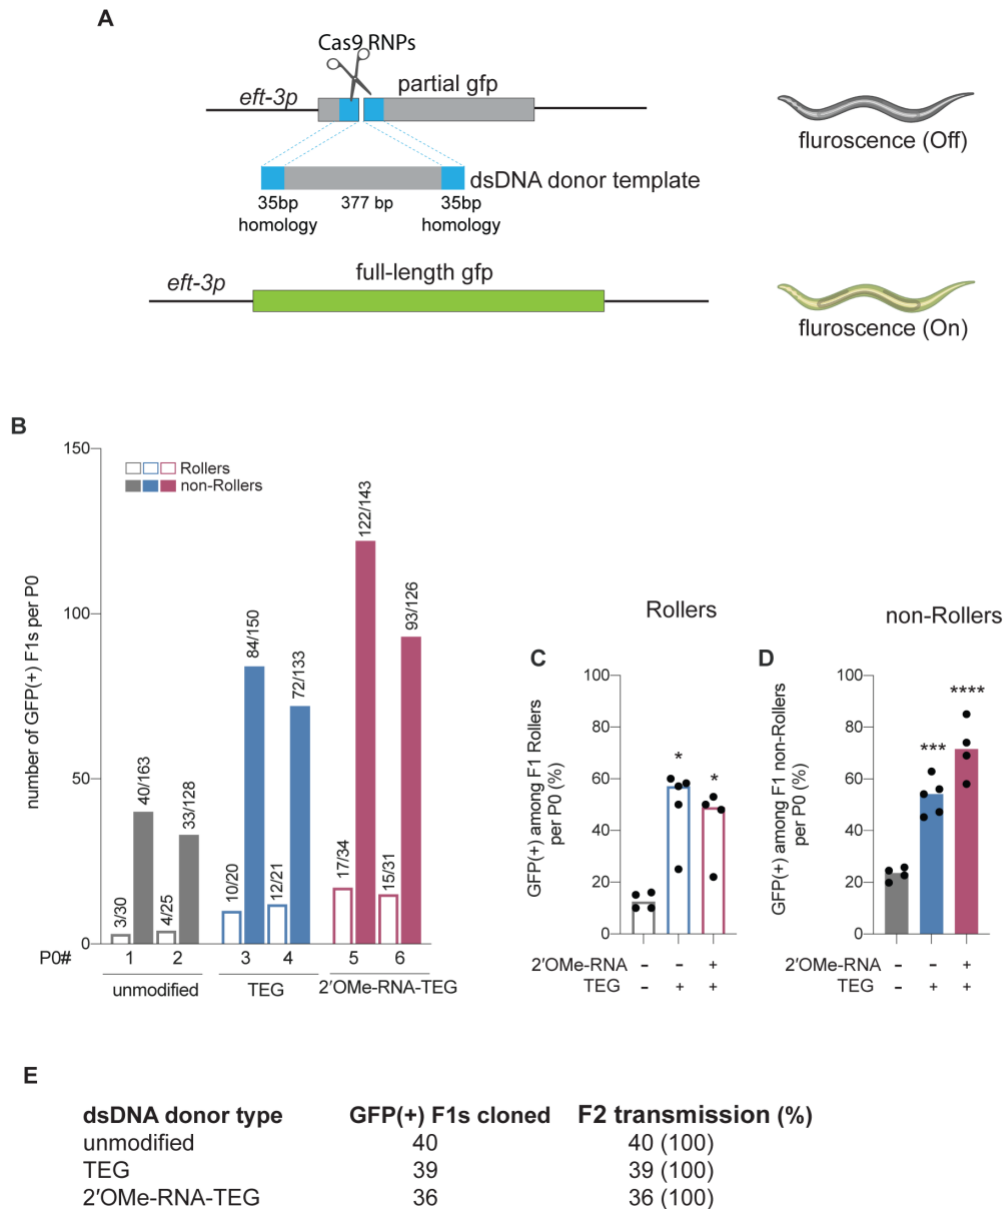 A
Cas9 RNPs
eft-3p
partial gfp
fluroscence (Off)
dsDNA donor template
35bp
homology
377 bp
35bp
homology
eft-3p
full-length gfp
fluroscence (On)
B
number of GFP(+) F1s per P0
150
100
50
0
Rollers
non-Rollers
3/30
40/163
4/25
33/128
10/20
84/150
12/21
72/133
17/34
122/143
15/31
93/126
P0#
1
2
3
4
5
6
unmodified
TEG
2′OMe-RNA-TEG
Rollers
C
GFP(+) among F1 Rollers
per P0 (%)
100
80
60
40
20
0
*
*
2′OMe-RNA
- - +
TEG
- + +
non-Rollers
D
GFP(+) among F1 non-Rollers
per P0 (%)
100
80
60
40
20
0
***
****
2′OMe-RNA
- - +
TEG
- + +
E
dsDNA donor type GFP(+) F1s cloned F2 transmission (%)
unmodified 40 40 (100)
TEG 39 39 (100)
2′OMe-RNA-TEG 36 36 (100)